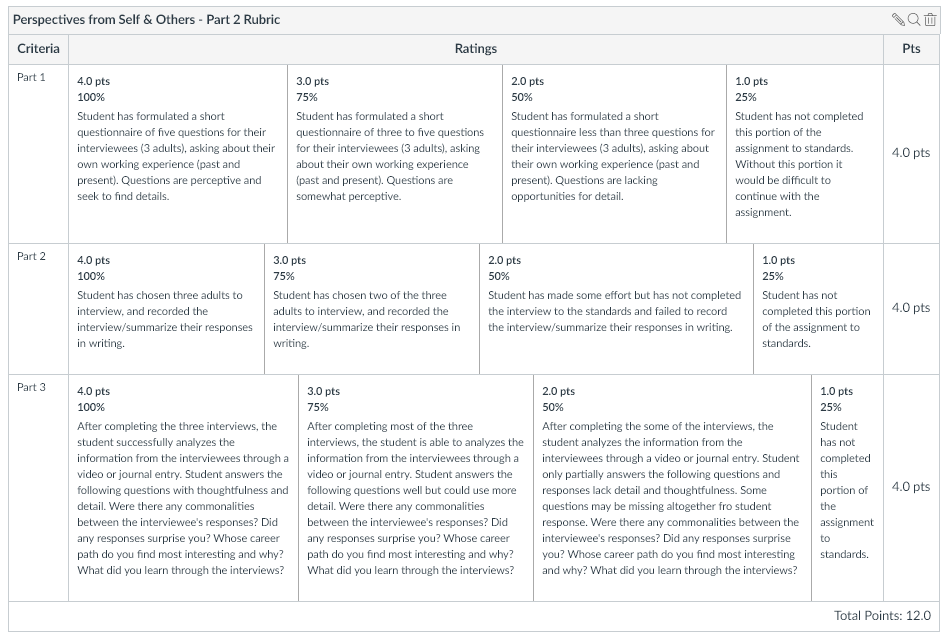 Perspectives from Self & Others - Part 2 Rubric
Criteria
Ratings
Pts
Part 1
4.0 pts
100%
Student has formulated a short
questionnaire of five questions for their
interviewees (3 adults), asking about their
own working experience (past and
present). Questions are perceptive and
seek to find details.
3.0 pts
75%
Student has formulated a short
questionnaire of three to five questions
for their interviewees (3 adults), asking
about their own working experience
(past and present). Questions are
somewhat perceptive.
2.0 pts
50%
Student has formulated a short
questionnaire less than three questions for
their interviewees (3 adults), asking about
their own working experience (past and
present). Questions are lacking
opportunities for detail.
1.0 pts
25%
Student has not completed
this portion of the
assignment to standards.
Without this portion it
would be difficult to
continue with the
assignment.
4.0 pts
Part 2
4.0 pts
100%
Student has chosen three adults to
interview, and recorded the
interview/summarize their responses
in writing.
3.0 pts
75%
Student has chosen two of the three
adults to interview, and recorded the
interview/summarize their responses in
writing.
2.0 pts
50%
Student has made some effort but has not completed
the interview to the standards and failed to record
the interview/summarize their responses in writing.
1.0 pts
25%
Student has not
completed this portion
of the assignment to
standards.
4.0 pts
Part 3
4.0 pts
100%
After completing the three interviews, the
student successfully analyzes the
information from the interviewees through a
video or journal entry. Student answers the
following questions with thoughtfulness and
detail. Were there any commonalities
between the interviewee's responses? Did
any responses surprise you? Whose career
path do you find most interesting and why?
What did you learn through the interviews?
3.0 pts
75%
After completing most of the three
interviews, the student is able to analyzes the
information from the interviewees through a
video or journal entry. Student answers the
following questions well but could use more
detail. Were there any commonalities
between the interviewee's responses? Did
any responses surprise you? Whose career
path do you find most interesting and why?
What did you learn through the interviews?
2.0 pts
50%
After completing the some of the interviews, the
student analyzes the information from the
interviewees through a video or journal entry. Student
only partially answers the following questions and
responses lack detail and thoughtfulness. Some
questions may be missing altogether fro student
response. Were there any commonalities between the
interviewee's responses? Did any responses surprise
you? Whose career path do you find most interesting
and why? What did you learn through the interviews?
1.0 pts
25%
Student
has not
completed
this
portion of
the
assignment
to
standards.
4.0 pts
Total Points: 12.0